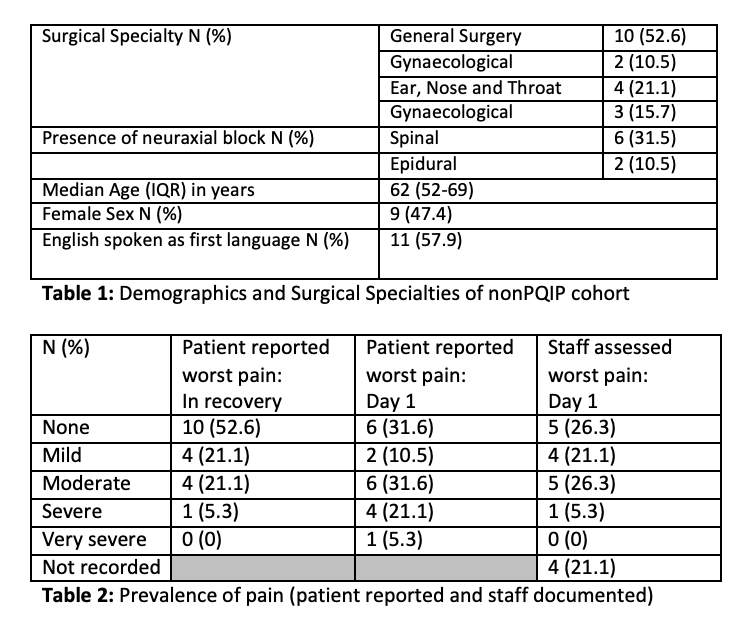 Surgical Specialty N (%) General Surgery 10 (52.6)
Gynaecological 2 (10.5)
Ear, Nose and Throat 4 (21.1)
Gynaecological 3 (15.7)
Presence of neuraxial block N (%) Spinal 6 (31.5)
Epidural 2 (10.5)
Median Age (IQR) in years 62 (52-69)
Female Sex N (%) 9 (47.4)
English spoken as first language N (%) 11 (57.9)
Table 1: Demographics and Surgical Specialties of nonPQIP cohort
N (%) Patient reported Patient reported Staff assessed
worst pain: worst pain: worst pain:
In recovery Day 1 Day 1
None 10 (52.6) 6 (31.6) 5 (26.3)
Mild 4 (21.1) 2 (10.5) 4 (21.1)
Moderate 4 (21.1) 6 (31.6) 5 (26.3)
Severe 1 (5.3) 4 (21.1) 1 (5.3)
Very severe 0 (0) 1 (5.3) 0 (0)
Not recorded 4 (21.1)
Table 2: Prevalence of pain (patient reported and staff documented)